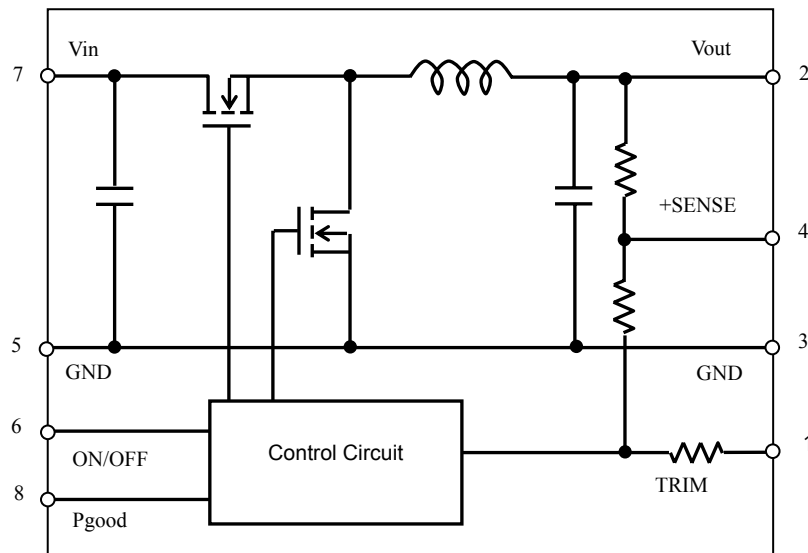 Vin
Vout
7
2
+SENSE
4
5
GND
GND
3
6
ON/OFF
Control Circuit
1
TRIM
8
Pgood